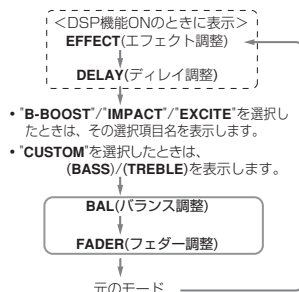 <DSP機能ONのときに表示>
EFFECT(エフェクト調整)
DELAY(ディレイ調整)
• "B-BOOST"/"IMPACT"/"EXCITE"を選択し
たときは、その選択項目名を表示します。
• "CUSTOM"を選択したときは、
(BASS)/(TREBLE)を表示します。
BAL(バランス調整)
FADER(フェダー調整)
元のモード